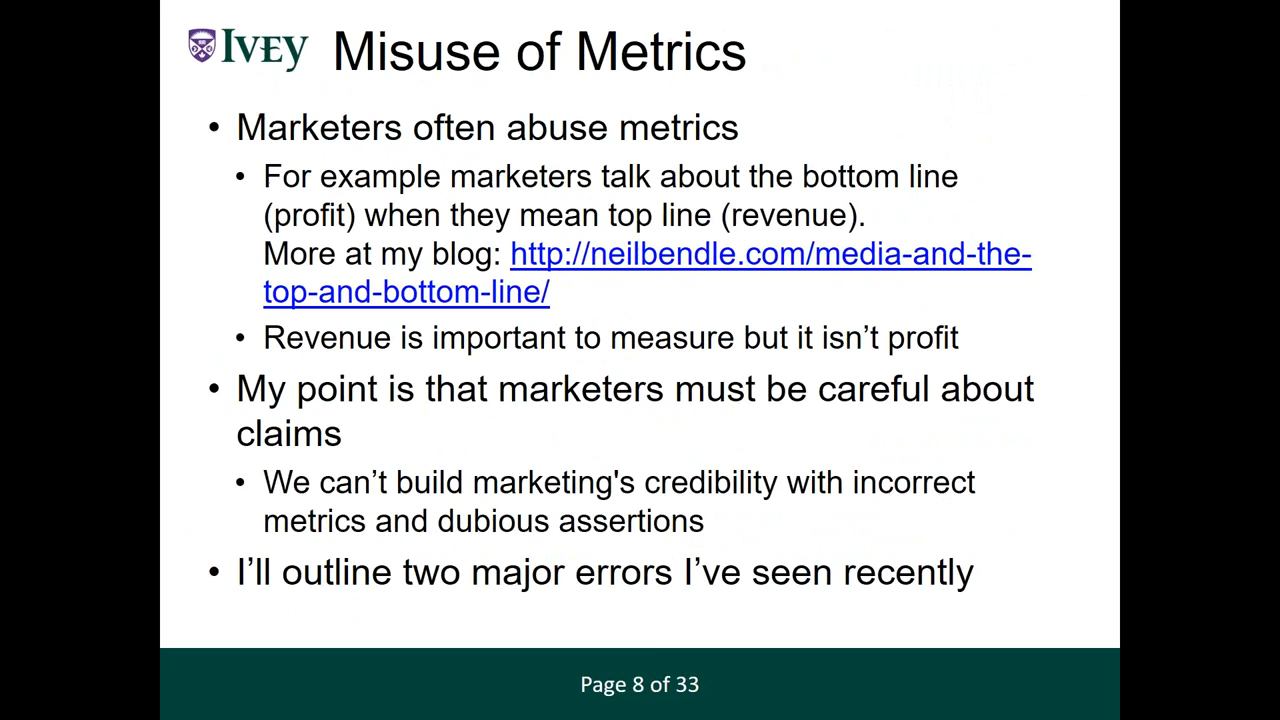 IVEY Misuse of Metrics
• Marketers often abuse metrics
• For example marketers talk about the bottom line
(profit) when they mean top line (revenue).
More at my blog: http://neilbendle.com/media-and-the-
top-and-bottom-line/
• Revenue is important to measure but it isn’t profit
• My point is that marketers must be careful about
claims
• We can’t build marketing's credibility with incorrect
metrics and dubious assertions
• I’ll outline two major errors I’ve seen recently
Page 8 of 33